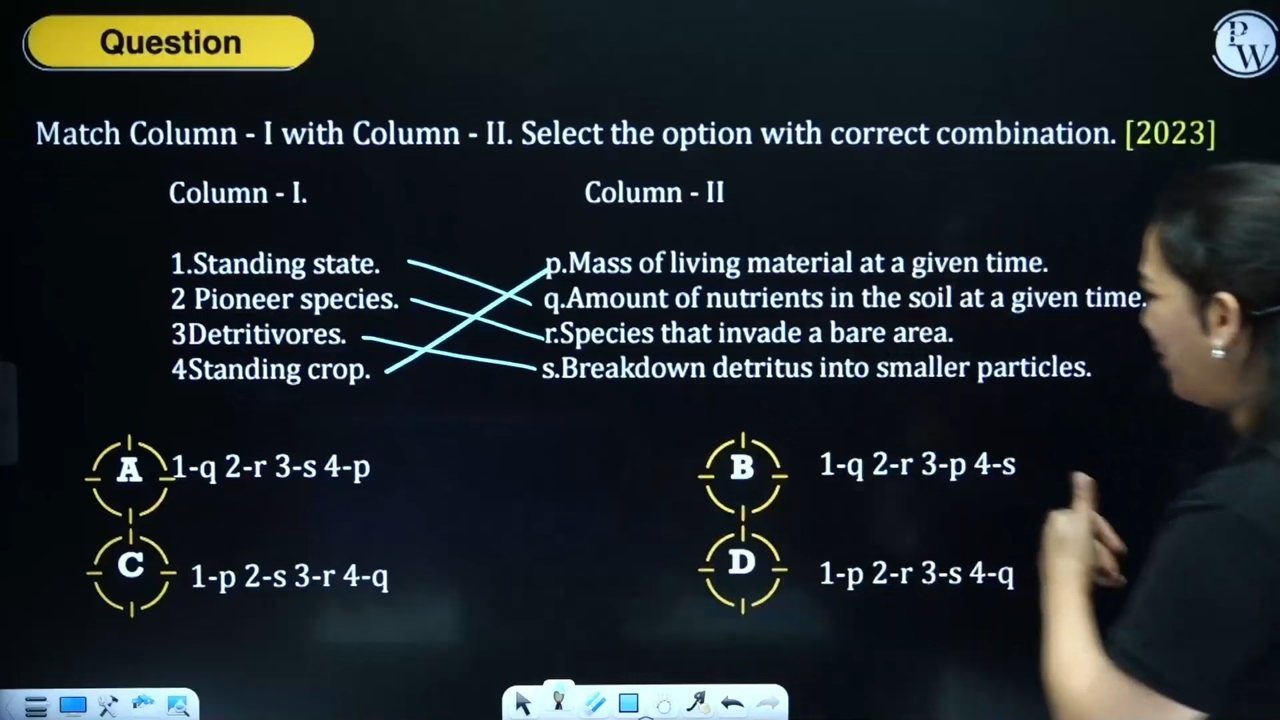 Question
PW
Match Column - I with Column - II. Select the option with correct combination. [2023]
Column - I. Column - II
1.Standing state. p.Mass of living material at a given time.
2 Pioneer species. q.Amount of nutrients in the soil at a given time.
3Detritivores. r.Species that invade a bare area.
4Standing crop. s.Breakdown detritus into smaller particles.
A 1-q 2-r 3-s 4-p B 1-q 2-r 3-p 4-s
C 1-p 2-s 3-r 4-q D 1-p 2-r 3-s 4-q